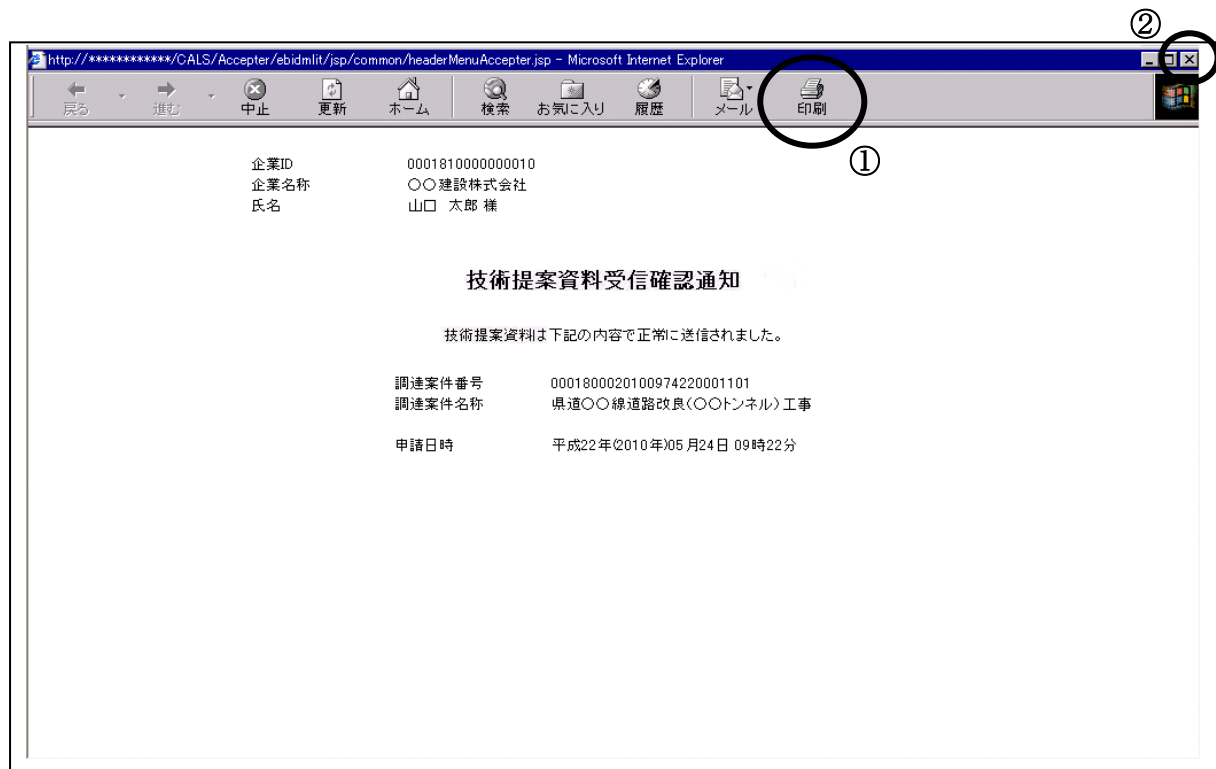 ②
http://************/CALS/Accepter/ebidmlit/jsp/common/headerMenuAccepter.jsp - Microsoft Internet Explorer
戻る 進む 中止 更新 ホーム 検索 お気に入り 履歴 メール 印刷
①
企業ID 0001810000000010
企業名称 〇〇建設株式会社
氏名 山口 太郎 様
技術提案資料受信確認通知
技術提案資料は下記の内容で正常に送信されました。
調達案件番号 0001800020100974220001101
調達案件名称 県道〇〇線道路改良(〇〇トンネル)工事
申請日時 平成22年(2010年)05月24日 09時22分